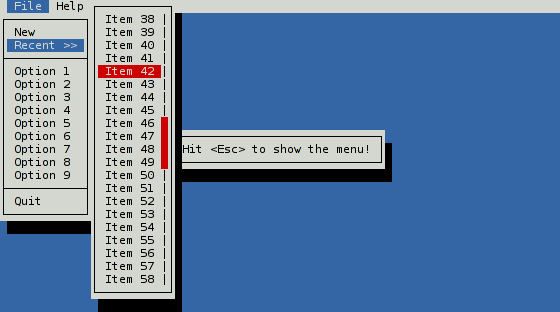 File Help
New
Recent >>
Option 1
Option 2
Option 3
Option 4
Option 5
Option 6
Option 7
Option 8
Option 9
Quit
Item 38
Item 39
Item 40
Item 41
Item 42
Item 43
Item 44
Item 45
Item 46
Item 47
Item 48
Item 49
Item 50
Item 51
Item 52
Item 53
Item 54
Item 55
Item 56
Item 57
Item 58
Hit <Esc> to show the menu!